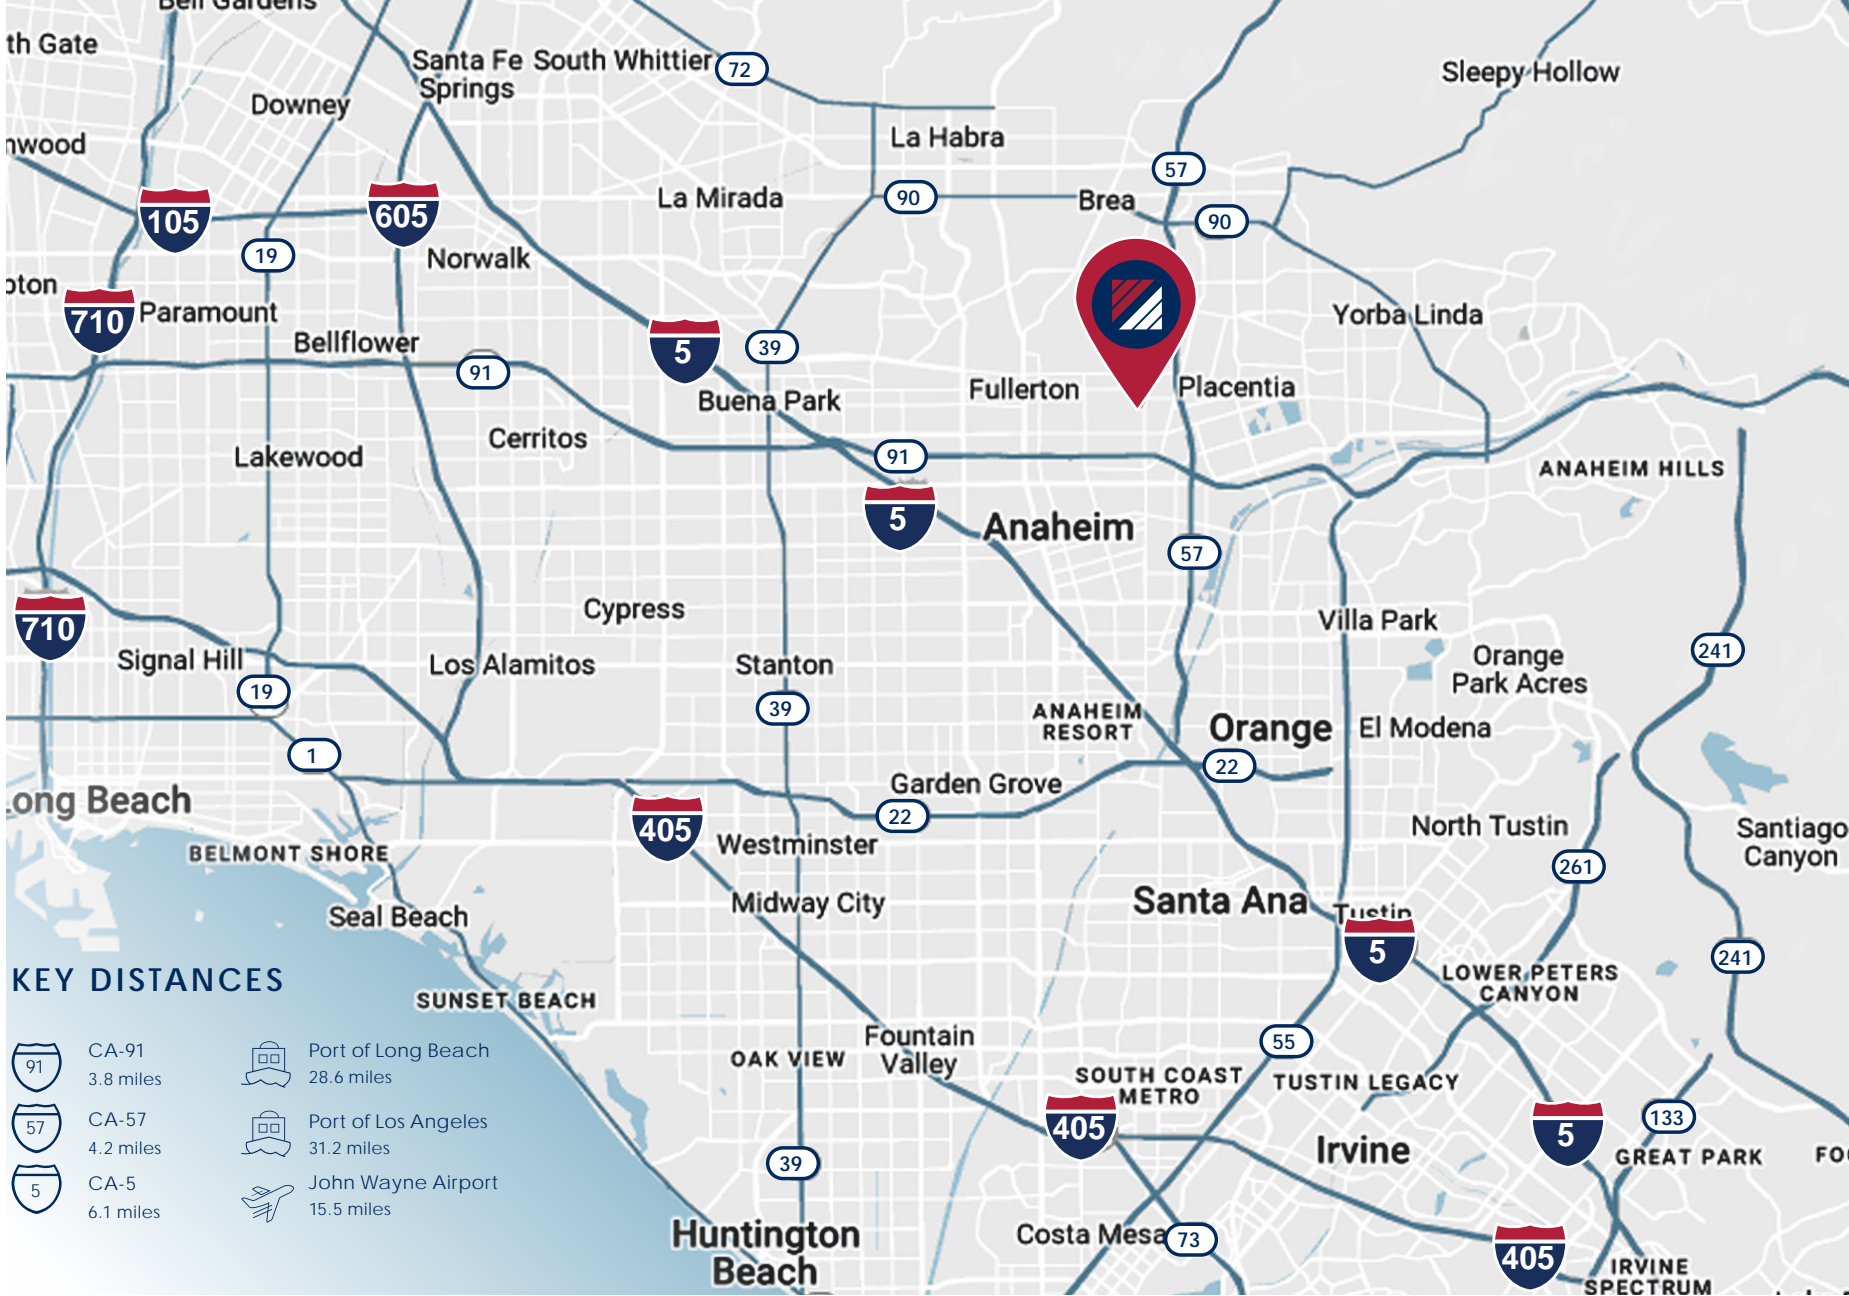 Bell Gardens
th Gate
Santa Fe
Springs
South Whittier
72
Sleepy Hollow
Downey
nwood
La Habra
57
105
605
La Mirada
90
Brea
90
19
Norwalk
pton
710
Paramount
Bellflower
5
39
Yorba Linda
91
Buena Park
Fullerton
Placentia
Cerritos
Lakewood
91
ANAHEIM HILLS
5
Anaheim
57
Cypress
710
Villa Park
Signal Hill
Los Alamitos
Stanton
Orange
Park Acres
241
19
39
ANAHEIM
RESORT
Orange
El Modena
1
22
Garden Grove
Long Beach
22
405
Westminster
North Tustin
Santiago
Canyon
BELMONT SHORE
261
Seal Beach
Midway City
Santa Ana
Tustin
5
241
LOWER PETERS
CANYON
SUNSET BEACH
Fountain
Valley
OAK VIEW
55
SOUTH COAST
METRO
TUSTIN LEGACY
405
133
5
Irvine
GREAT PARK
FO
39
Costa Mesa
73
Huntington
Beach
405
IRVINE
SPECTRUM
KEY DISTANCES
91
CA-91
3.8 miles
57
CA-57
4.2 miles
5
CA-5
6.1 miles
Port of Long Beach
28.6 miles
Port of Los Angeles
31.2 miles
John Wayne Airport
15.5 miles